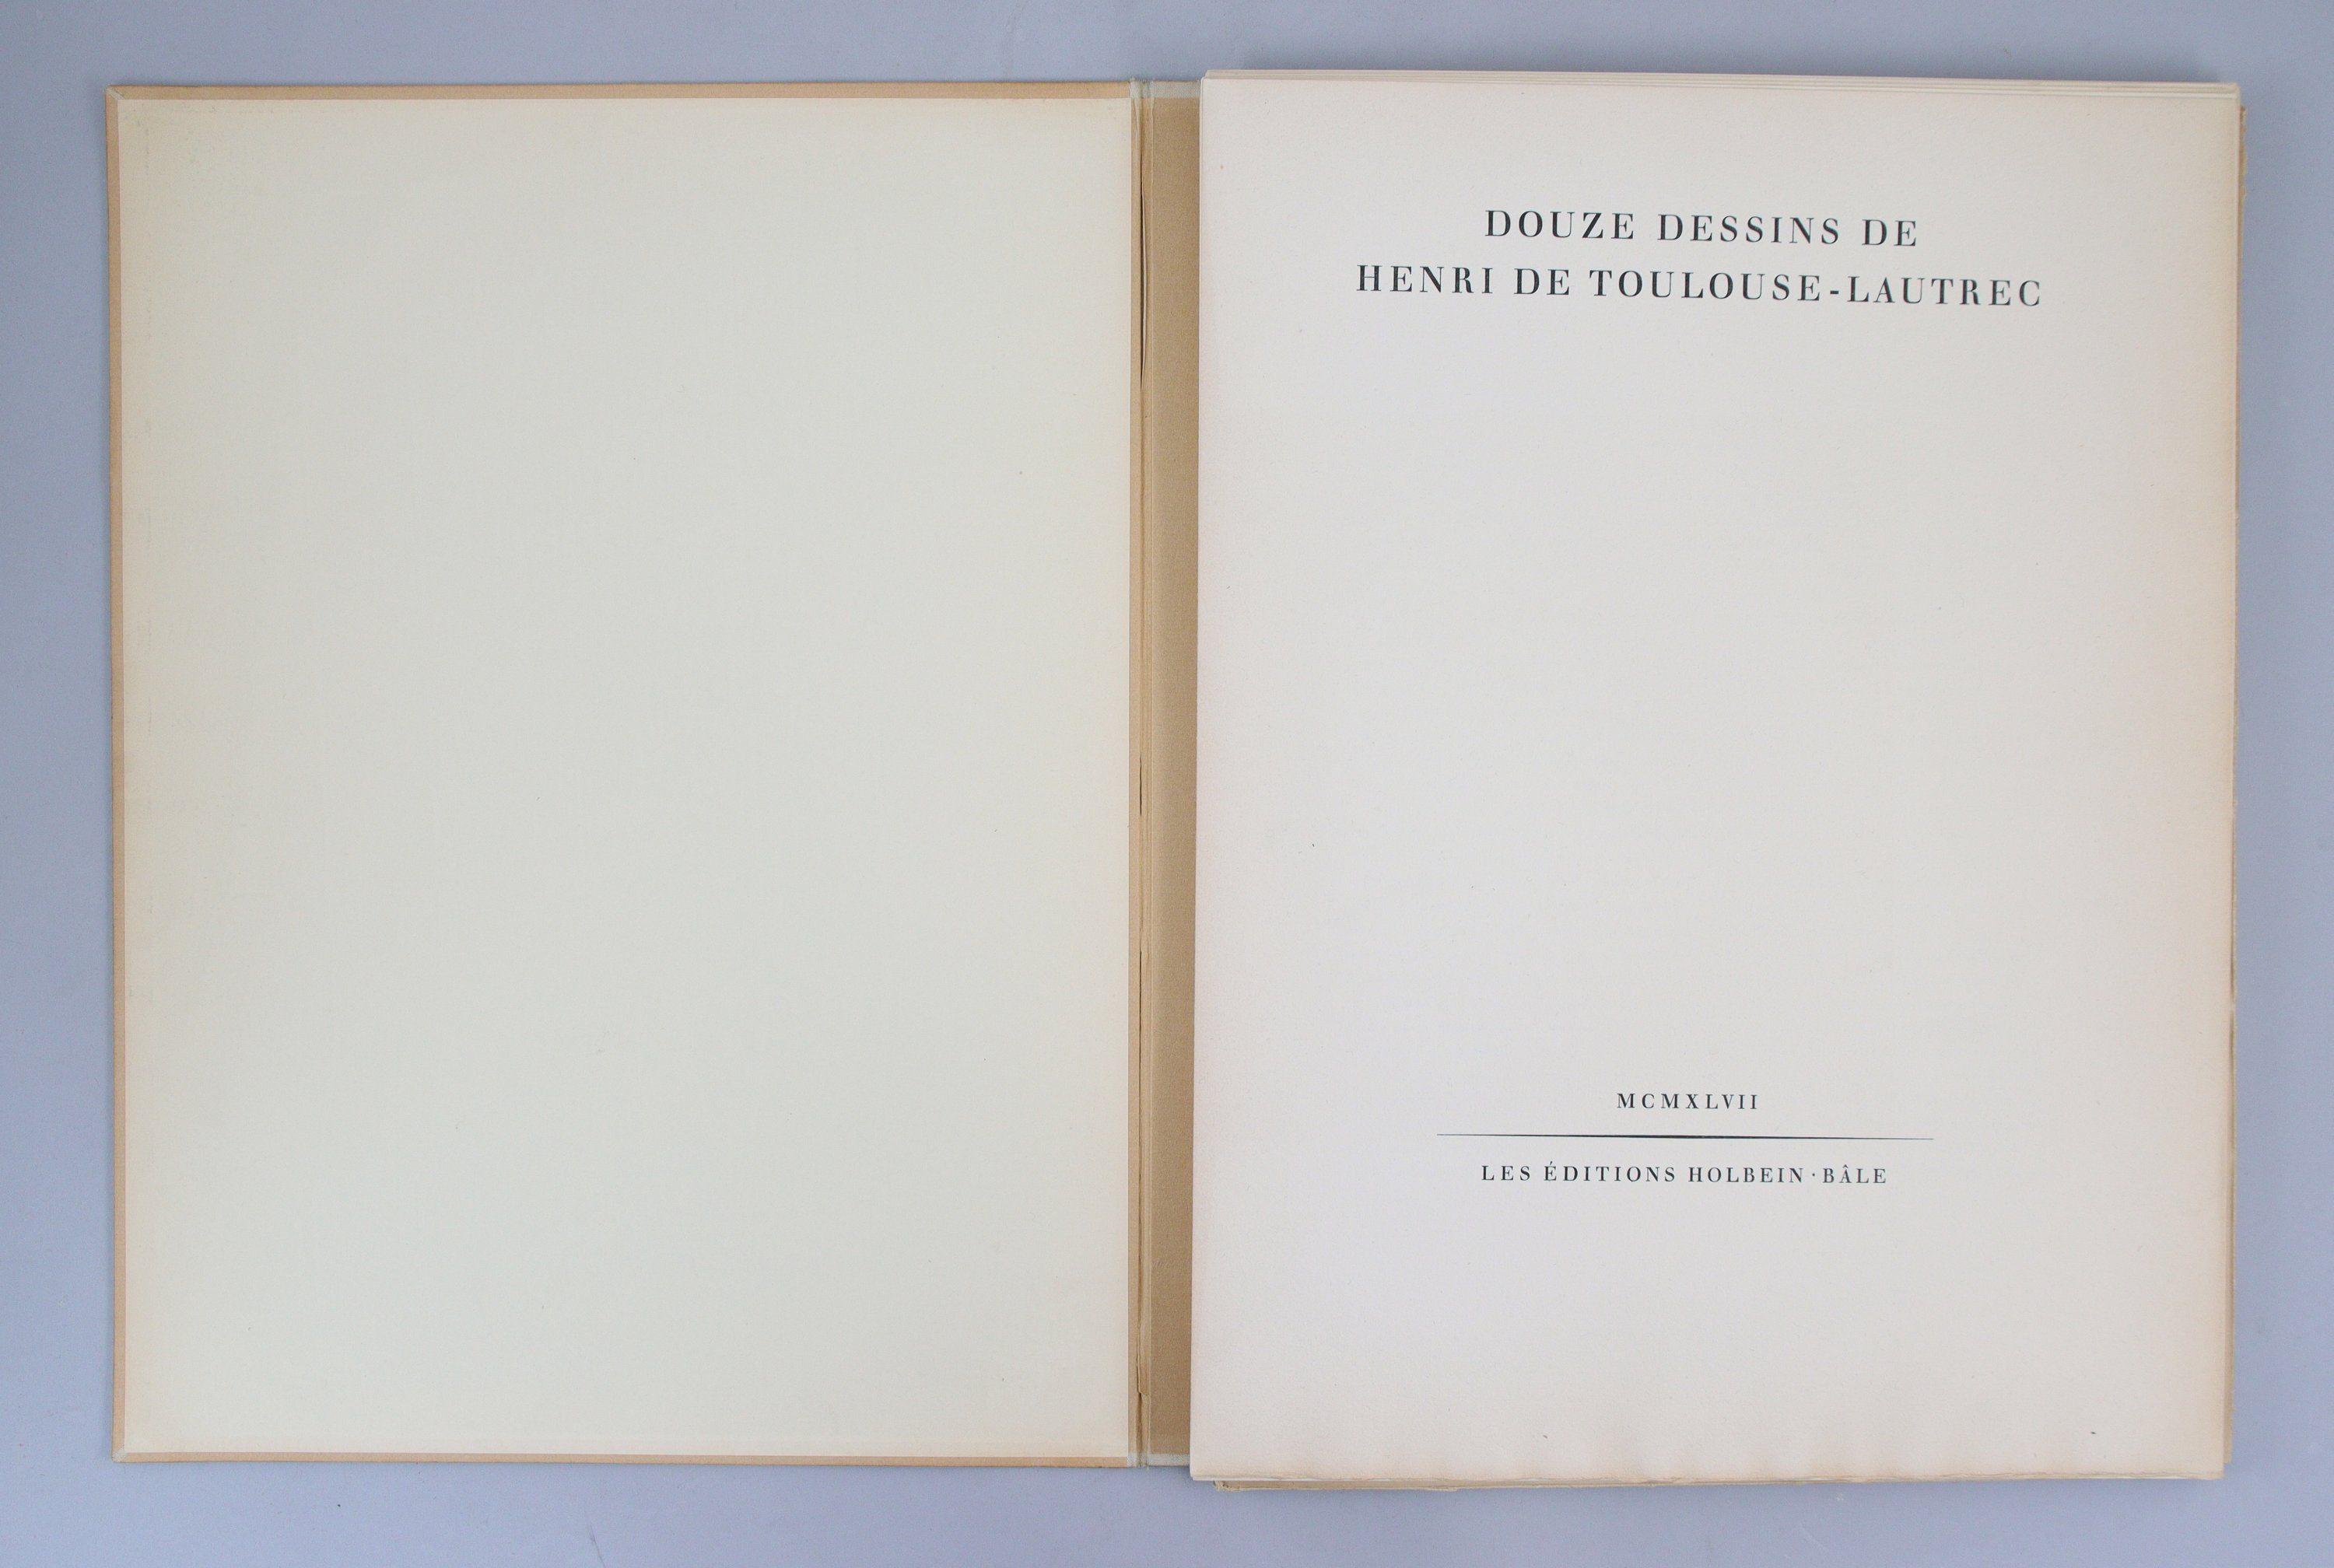 DOUZE DESSINS DE
HENRI DE TOULOUSE-LAUTREC
MCMXLVII
LES ÉDITIONS HOLBEIN · BÂLE